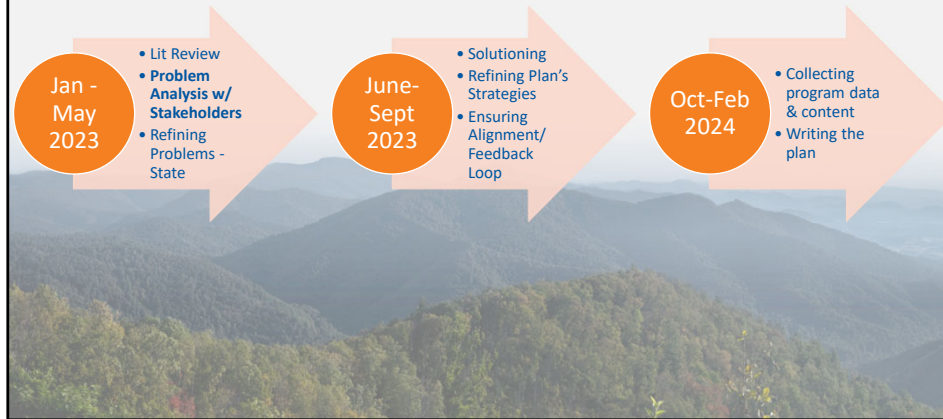 Jan -
May
2023
• Lit Review
• Problem
Analysis w/
Stakeholders
• Refining
Problems -
State
June-
Sept
2023
• Solutioning
• Refining Plan's
Strategies
• Ensuring
Alignment/
Feedback
Loop
Oct-Feb
2024
• Collecting
program data
& content
• Writing the
plan